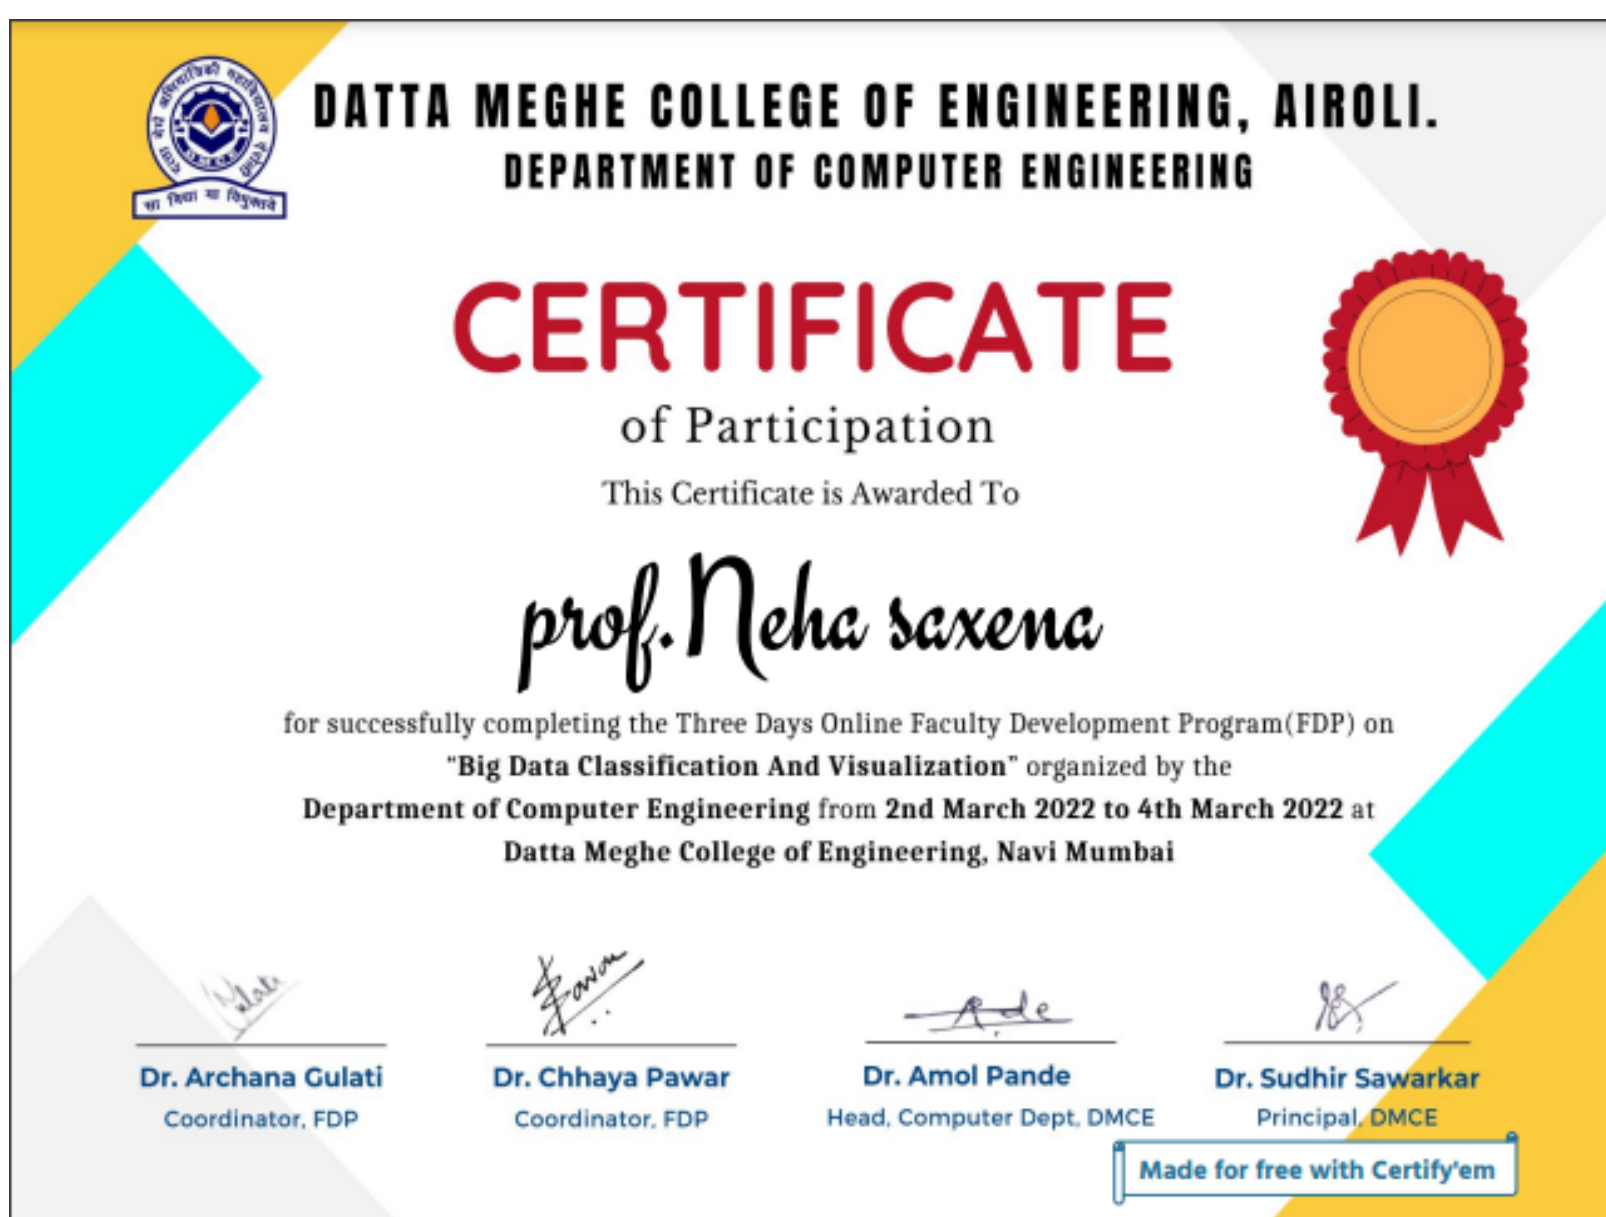 DATTA MEGHE COLLEGE OF ENGINEERING, AIROLI.
DEPARTMENT OF COMPUTER ENGINEERING
सा विद्या या विमुक्तये
CERTIFICATE
of Participation
This Certificate is Awarded To
prof. Neha saxena
for successfully completing the Three Days Online Faculty Development Program(FDP) on
“Big Data Classification And Visualization” organized by the
Department of Computer Engineering from 2nd March 2022 to 4th March 2022 at
Datta Meghe College of Engineering, Navi Mumbai
Dr. Archana Gulati
Coordinator, FDP
Dr. Chhaya Pawar
Coordinator, FDP
Dr. Amol Pande
Head, Computer Dept, DMCE
Dr. Sudhir Sawarkar
Principal, DMCE
Made for free with Certify'em